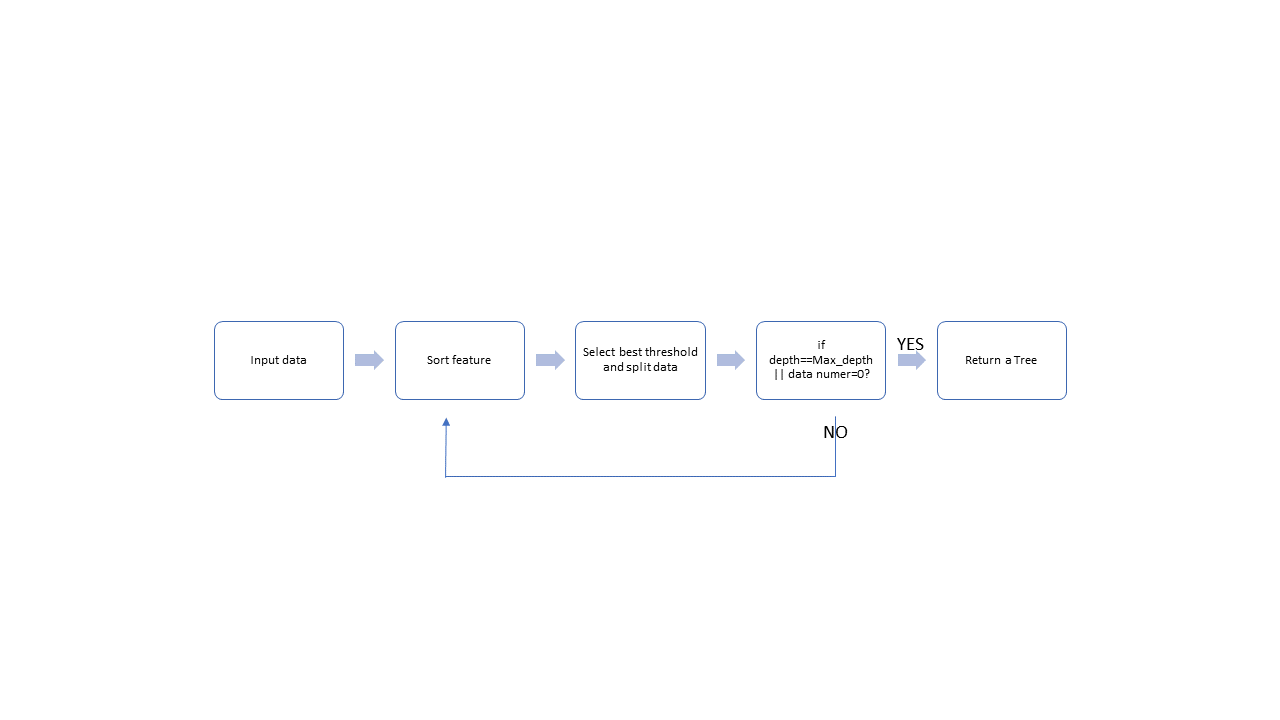 Input data
Sort feature
Select best threshold
and split data
if
depth==Max_depth
|| data numer=0?
YES
Return a Tree
NO